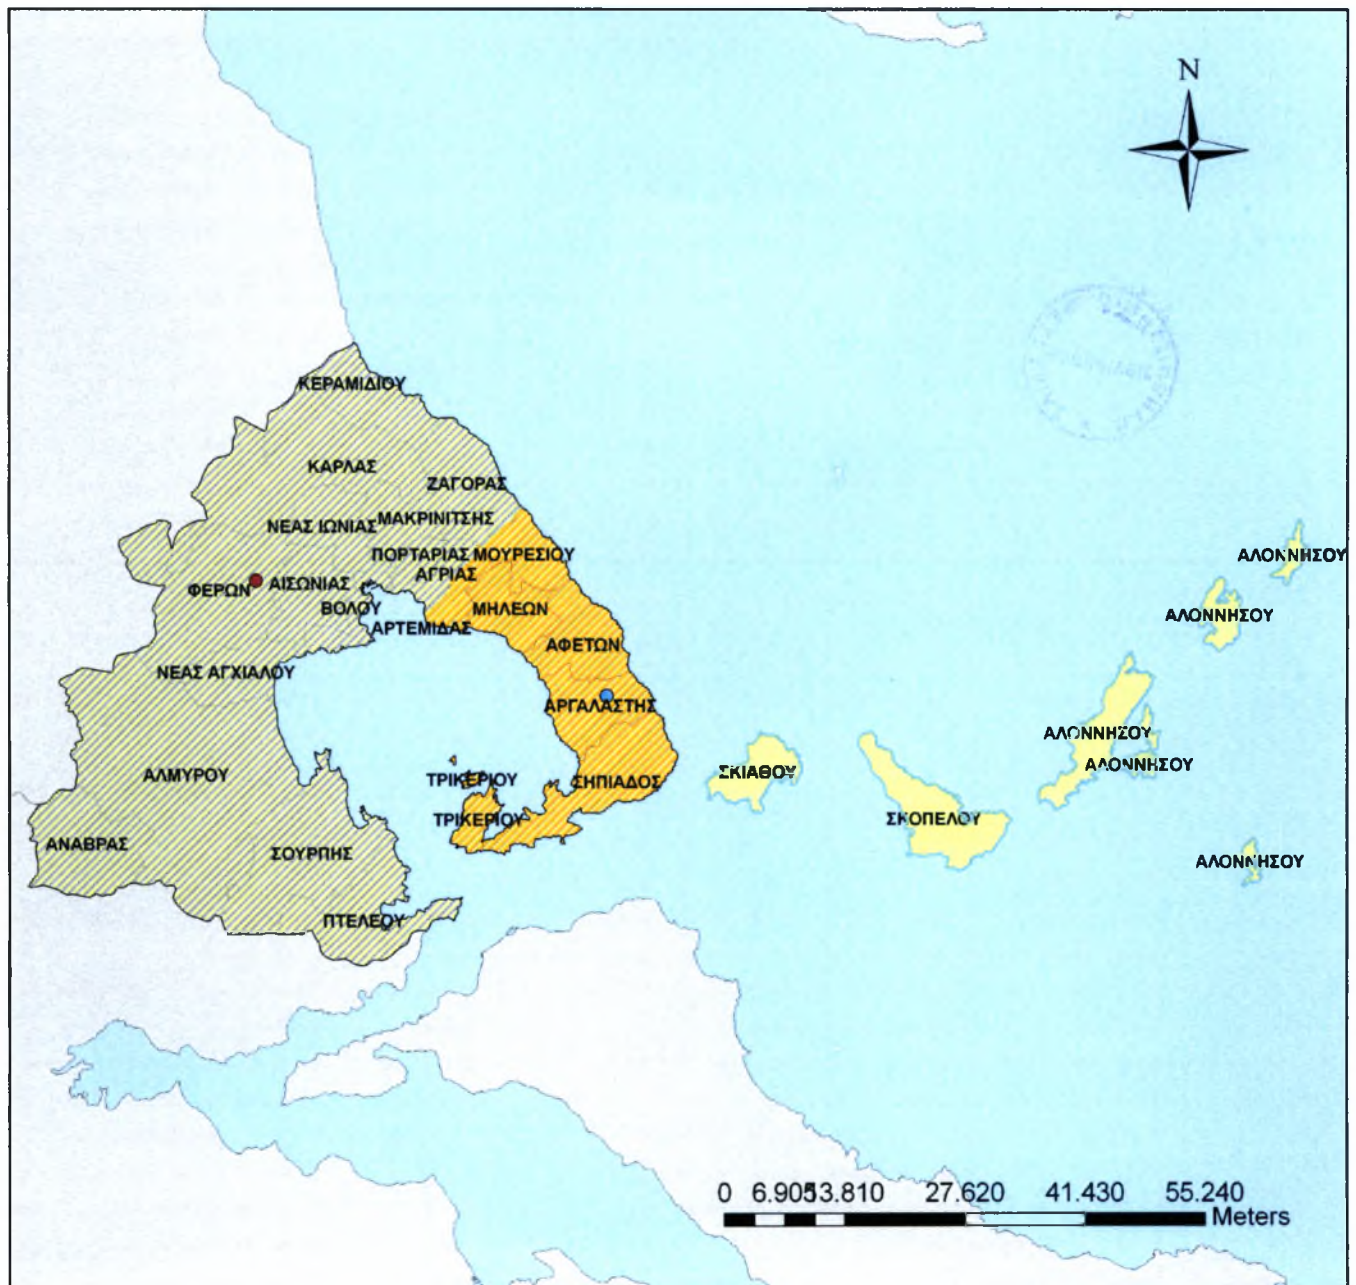 N
ΚΕΡΑΜΙΔΙΟΥ
ΚΑΡΛΑΣ
ΖΑΓΟΡΑΣ
ΝΕΑΣ ΙΩΝΙΑΣ
ΜΑΚΡΙΝΙΤΣΗΣ
ΠΟΡΤΑΡΙΑΣ
ΜΟΥΡΕΣΙΟΥ
ΑΛΟΝΝΗΣΟΥ
ΑΓΡΙΑΣ
ΦΕΡΩΝ
ΑΙΣΩΝΙΑΣ
ΒΟΛΟΥ
ΜΗΛΕΩΝ
ΑΛΟΝΝΗΣΟΥ
ΑΡΤΕΜΙΔΑΣ
ΑΦΕΤΩΝ
ΝΕΑΣ ΑΓΧΙΑΛΟΥ
ΑΡΓΑΛΑΣΤΗΣ
ΑΛΟΝΝΗΣΟΥ
ΑΛΟΝΝΗΣΟΥ
ΑΛΜΥΡΟΥ
ΤΡΙΚΕΡΙΟΥ
ΣΗΠΙΑΔΟΣ
ΣΚΙΑΘΟΥ
ΤΡΙΚΕΡΙΟΥ
ΣΚΟΠΕΛΟΥ
ΑΝΑΒΡΑΣ
ΣΟΥΡΠΗΣ
ΑΛΟΝΝΗΣΟΥ
ΠΤΕΛΕΟΥ
0 6.905 13.810 27.620 41.430 55.240
Meters